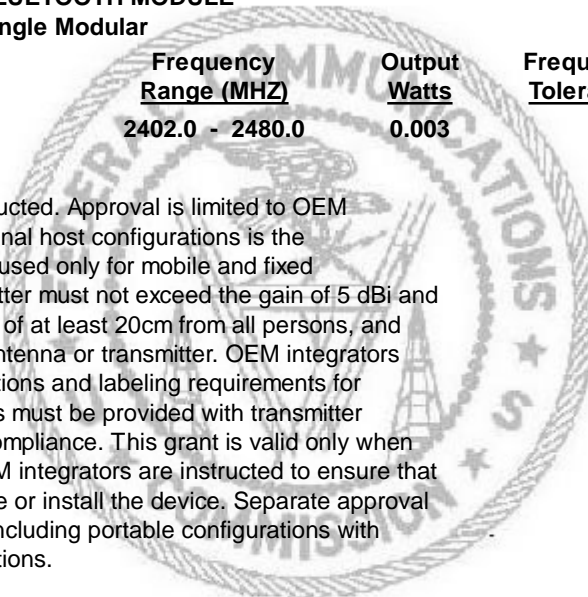 LUETOOTH MODULE
ngle Modular
Frequency Output Frequ
Range (MHZ) Watts Tolera
2402.0 - 2480.0 0.003
ucted. Approval is limited to OEM
nal host configurations is the
used only for mobile and fixed
tter must not exceed the gain of 5 dBi and
of at least 20cm from all persons, and
ntenna or transmitter. OEM integrators
tions and labeling requirements for
s must be provided with transmitter
ompliance. This grant is valid only when
M integrators are instructed to ensure that
e or install the device. Separate approval
ncluding portable configurations with
tions.